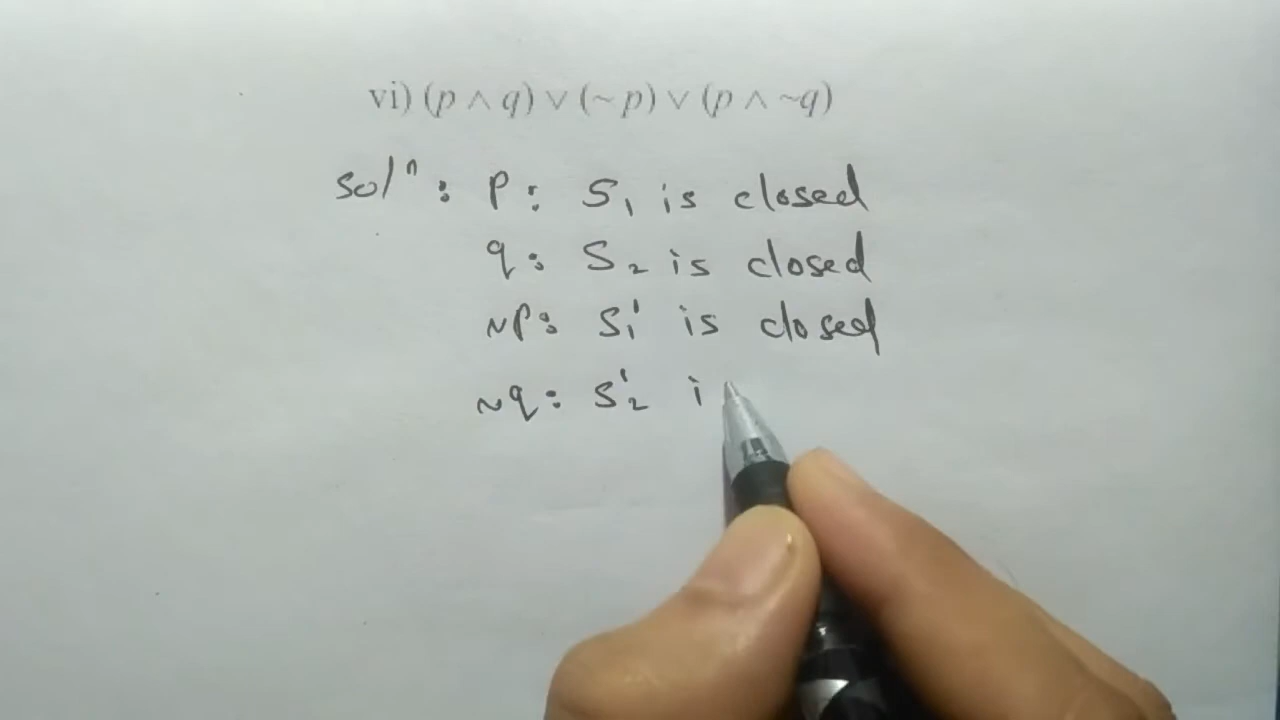 vi) (p ∧ q) ∨ (~ p) ∨ (p ∧ ~q)
solⁿ : p : S₁ is closed
q : S₂ is closed
~p : S₁' is closed
~q : S₂' i